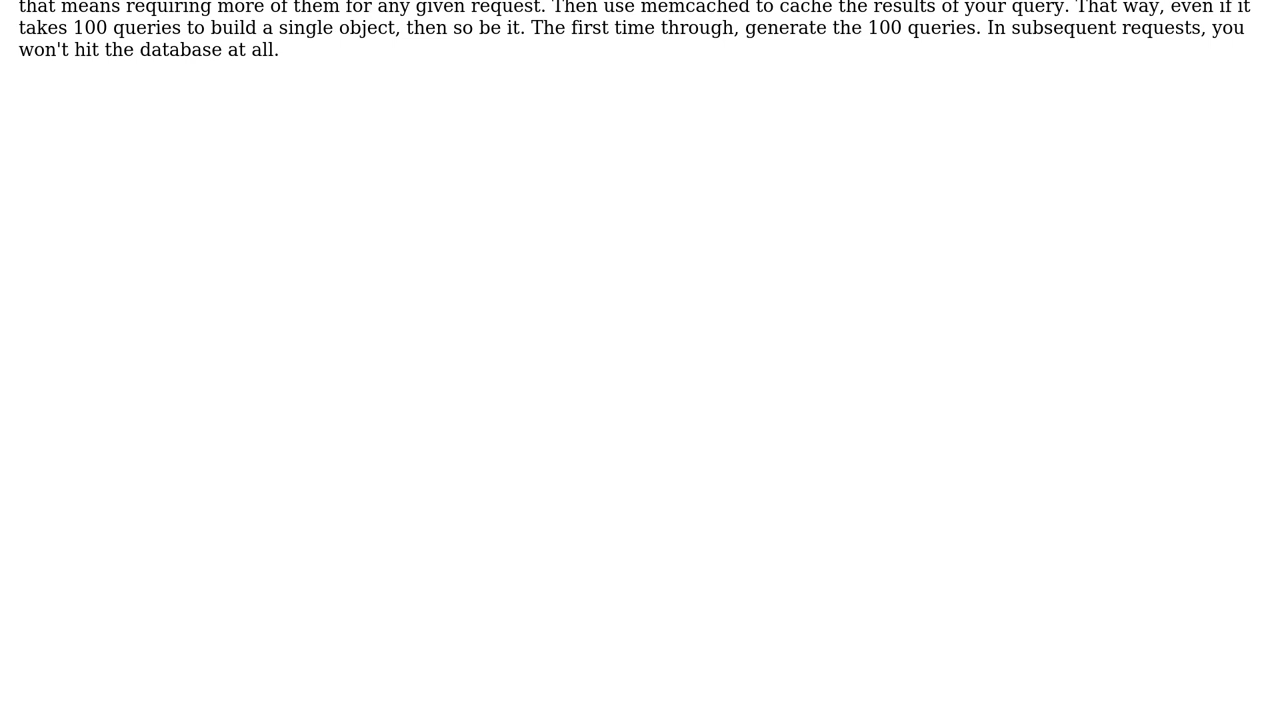 that means requiring more of them for any given request. Then use memcached to cache the results of your query. That way, even if it
takes 100 queries to build a single object, then so be it. The first time through, generate the 100 queries. In subsequent requests, you
won't hit the database at all.